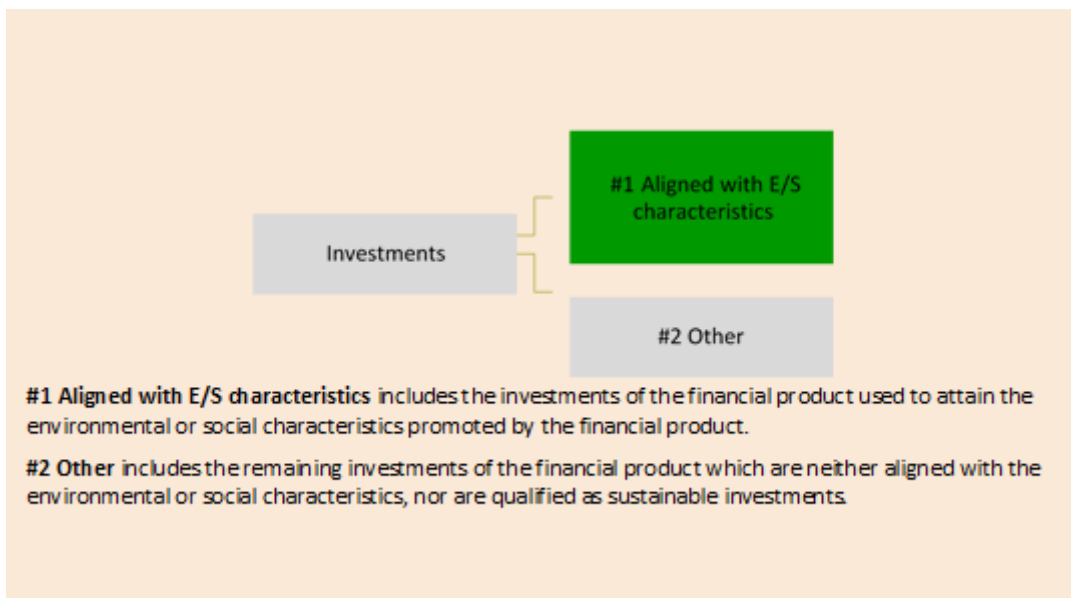 #1 Aligned with E/S
characteristics
Investments
#2 Other
#1 Aligned with E/S characteristics includes the investments of the financial product used to attain the
environmental or social characteristics promoted by the financial product.
#2 Other includes the remaining investments of the financial product which are neither aligned with the
environmental or social characteristics, nor are qualified as sustainable investments.